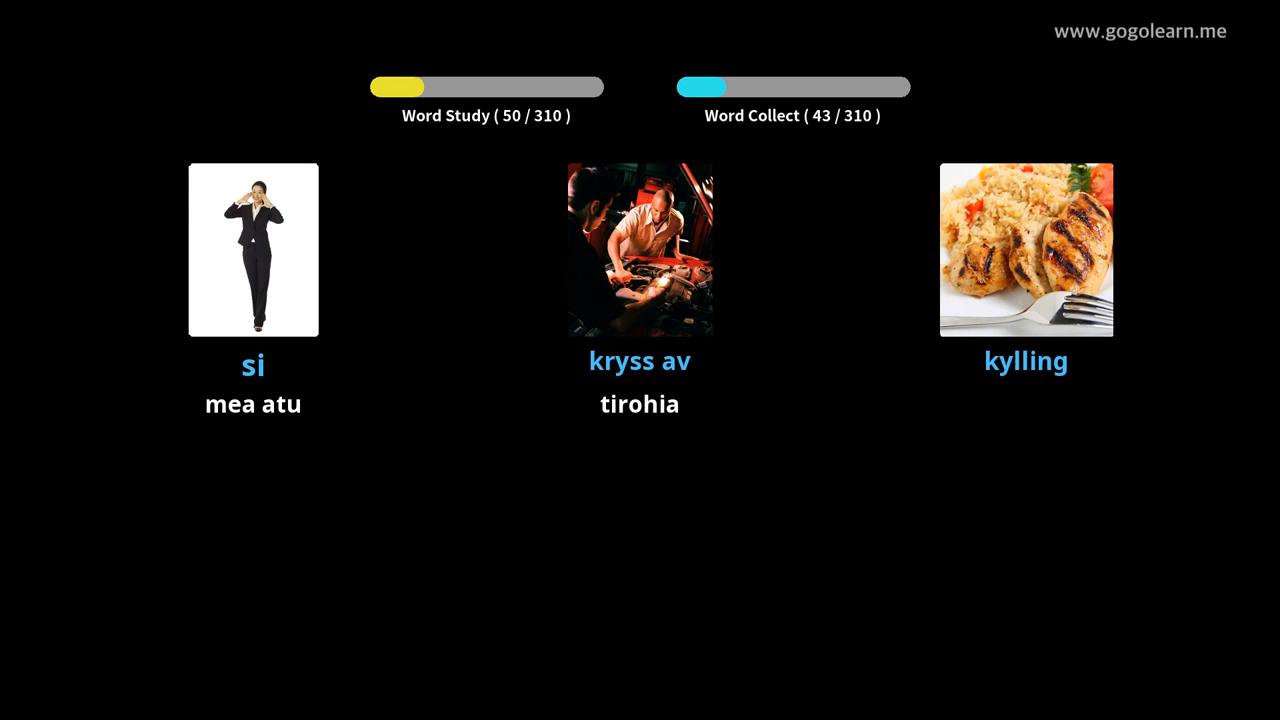 www.gogolearn.me
Word Study ( 50 / 310 )
Word Collect ( 43 / 310 )
si
kryss av
kylling
mea atu
tirohia